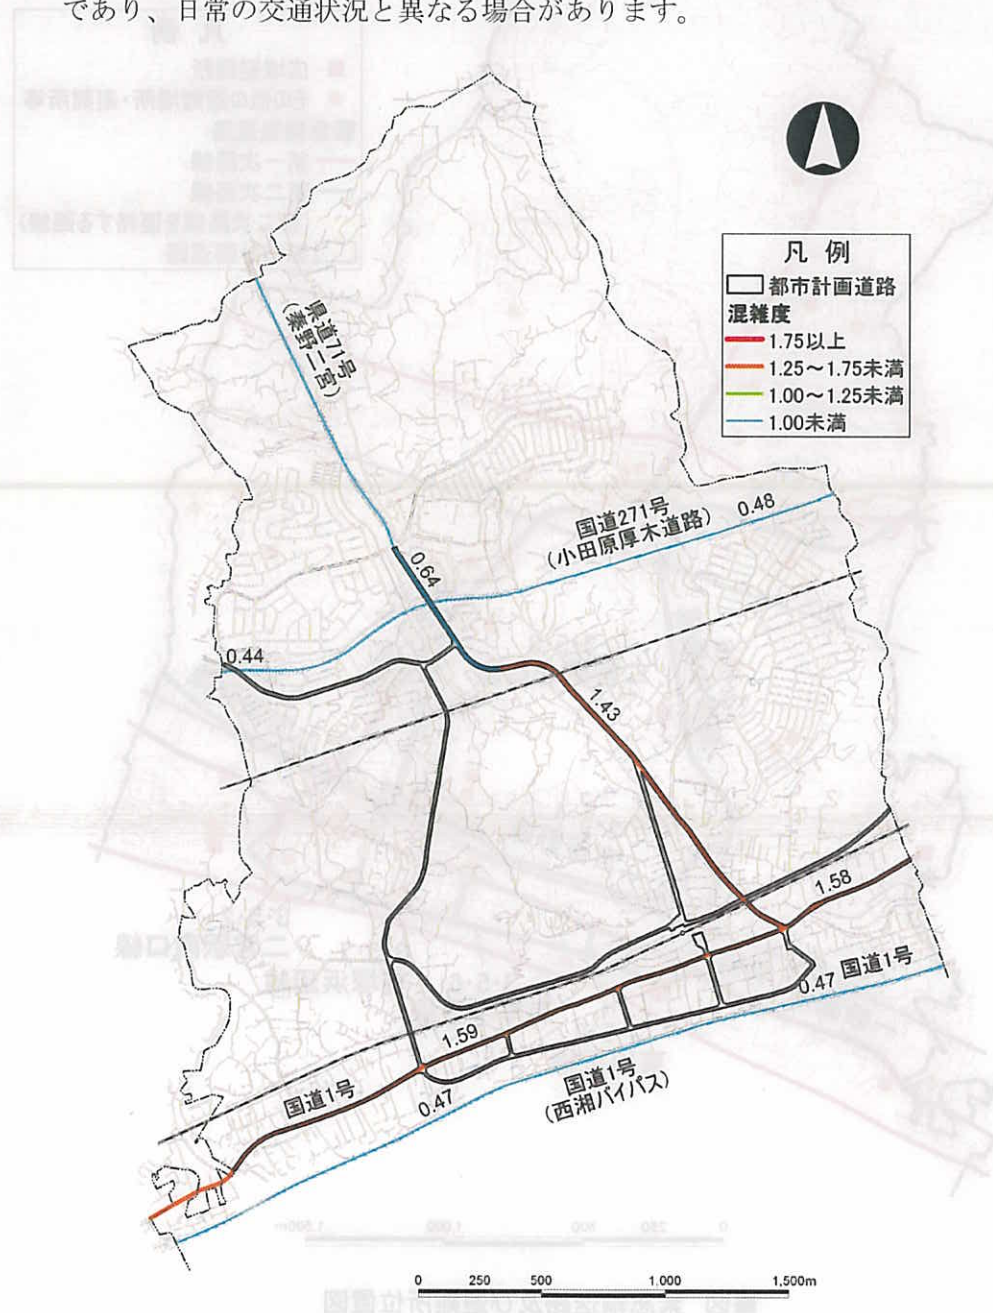 であり、日常の交通状況と異なる場合があります。
凡 例
都市計画道路
混雑度
1.75以上
1.25～1.75未満
1.00～1.25未満
1.00未満
県道71号
(秦野二宮)
国道271号
(小田原厚木道路)
0.48
0.64
0.44
1.43
1.58
国道1号
0.47
1.59
国道1号
0.47
国道1号
(西湘バイパス)
0 250 500 1,000 1,500m